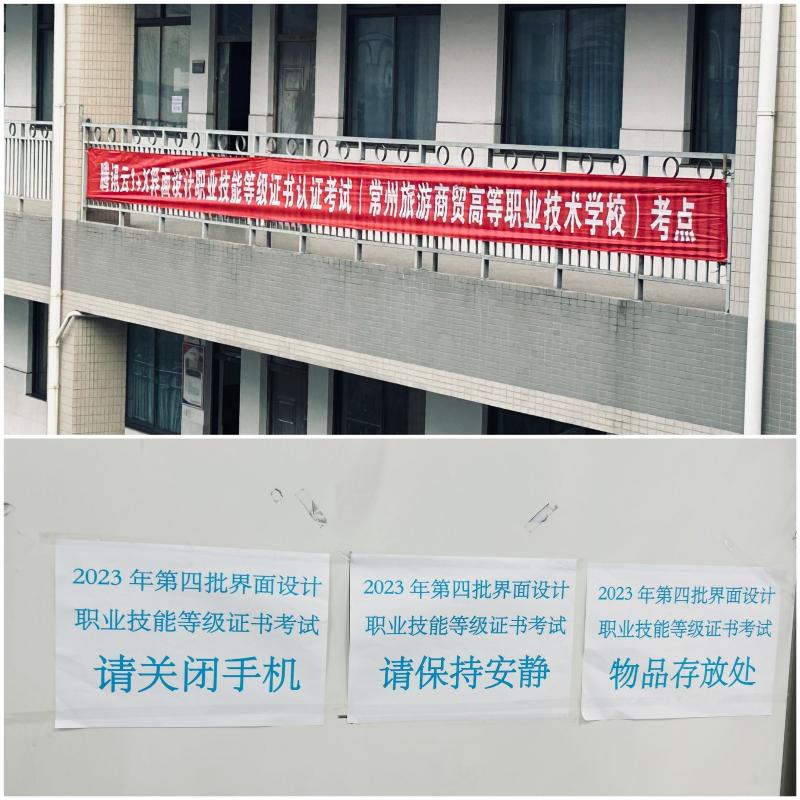 腾讯云1+X界面设计职业技能等级证书认证考试（常州旅游商贸高等职业技术学校）考点
2023 年第四批界面设计
职业技能等级证书考试
请关闭手机
2023 年第四批界面设计
职业技能等级证书考试
请保持安静
2023 年第四批界面设计
职业技能等级证书考试
物品存放处